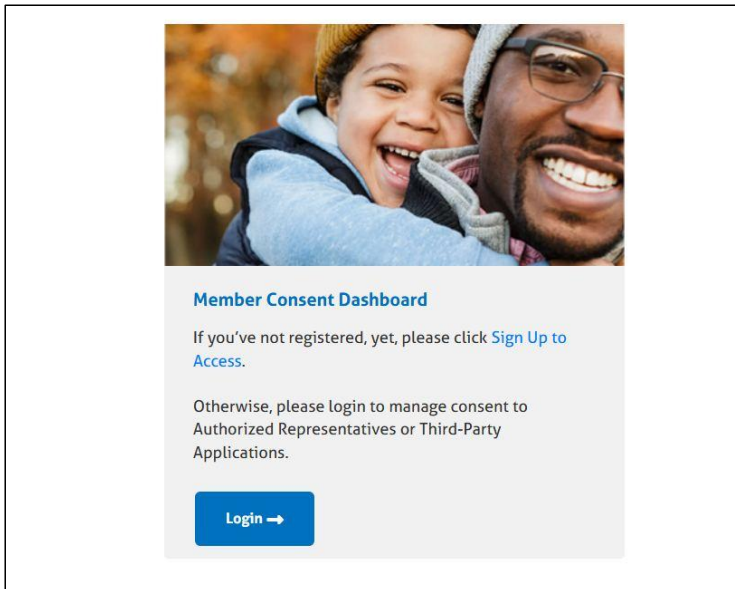 Member Consent Dashboard
If you’ve not registered, yet, please click Sign Up to
Access.
Otherwise, please login to manage consent to
Authorized Representatives or Third-Party
Applications.
Login →